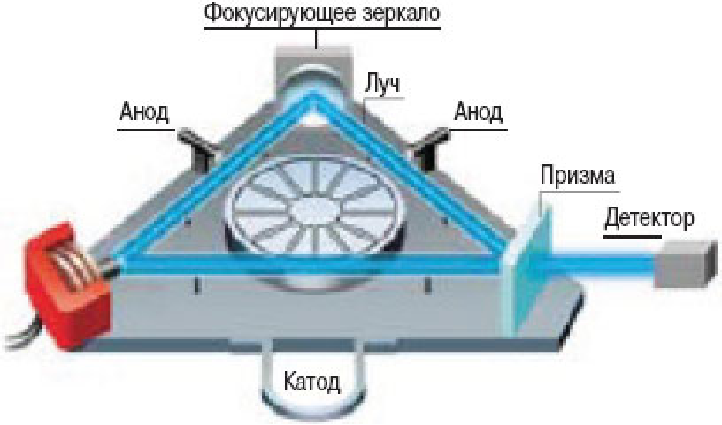 Фокусирующее зеркало
Луч
Анод
Анод
Призма
Детектор
Катод